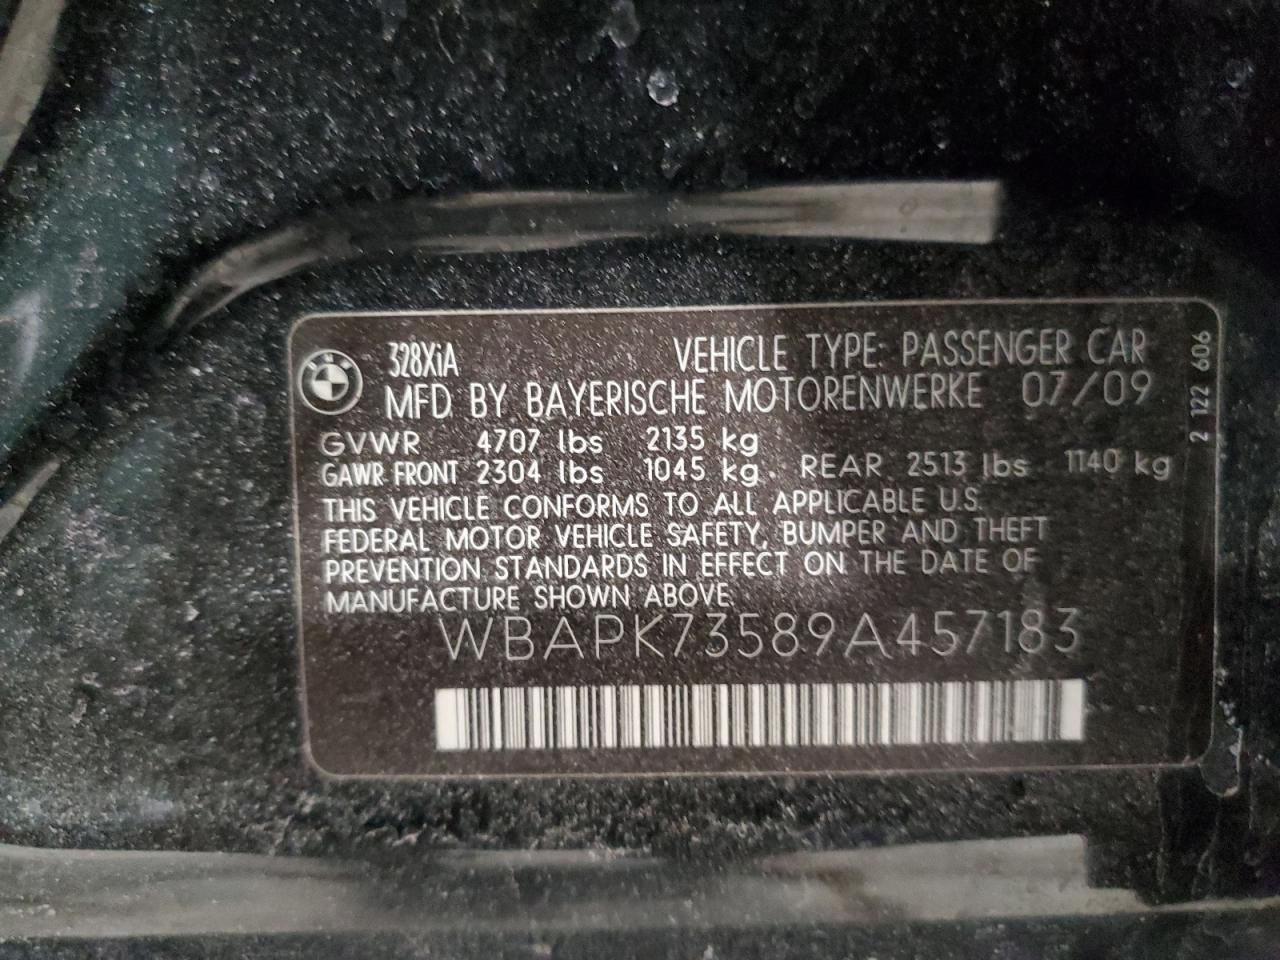 328XiA VEHICLE TYPE: PASSENGER CAR
MFD. BY BAYERISCHE MOTORENWERKE 07/09
GVWR 4707 lbs 2135 kg
GAWR FRONT 2304 lbs 1045 kg. REAR 2513 lbs 1140 kg
THIS VEHICLE CONFORMS TO ALL APPLICABLE U.S.
FEDERAL MOTOR VEHICLE SAFETY, BUMPER AND THEFT
PREVENTION STANDARDS IN EFFECT ON THE DATE OF
MANUFACTURE SHOWN ABOVE
WBAPK73589A457183
2 122 606